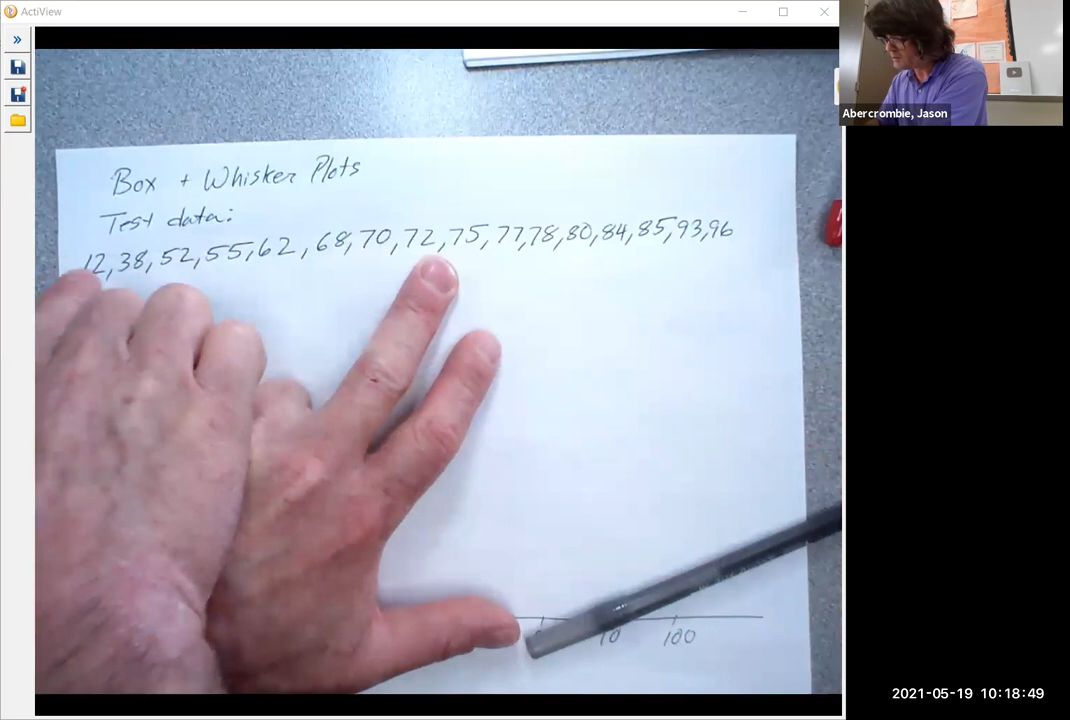 ActiView
»
Abercrombie, Jason
Box + Whisker Plots
Test data:
12,38,52,55,62,68,70,72,75,77,78,80,84,85,93,96
100
2021-05-19 10:18:49